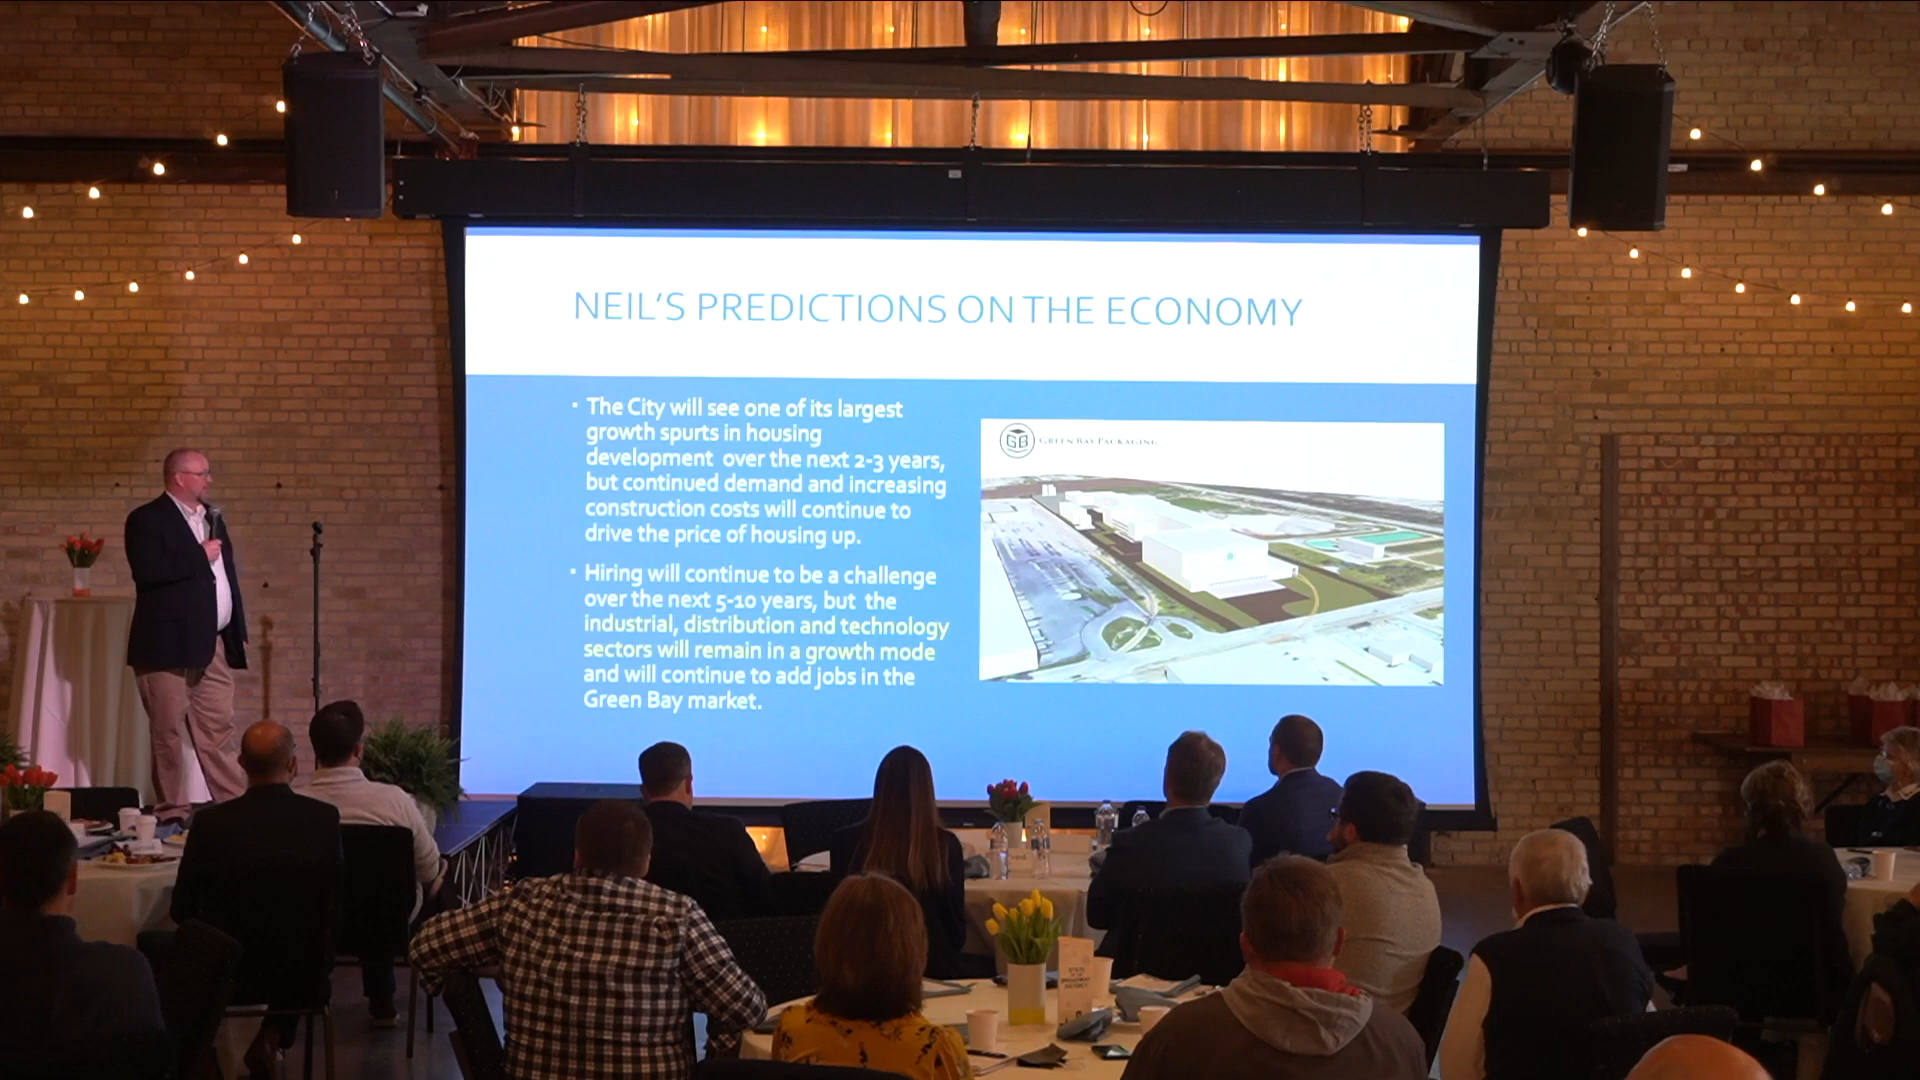 NEIL'S PREDICTIONS ON THE ECONOMY
▪ The City will see one of its largest
growth spurts in housing
development over the next 2-3 years,
but continued demand and increasing
construction costs will continue to
drive the price of housing up.
▪ Hiring will continue to be a challenge
over the next 5-10 years, but the
industrial, distribution and technology
sectors will remain in a growth mode
and will continue to add jobs in the
Green Bay market.
GB GREEN BAY PACKAGING